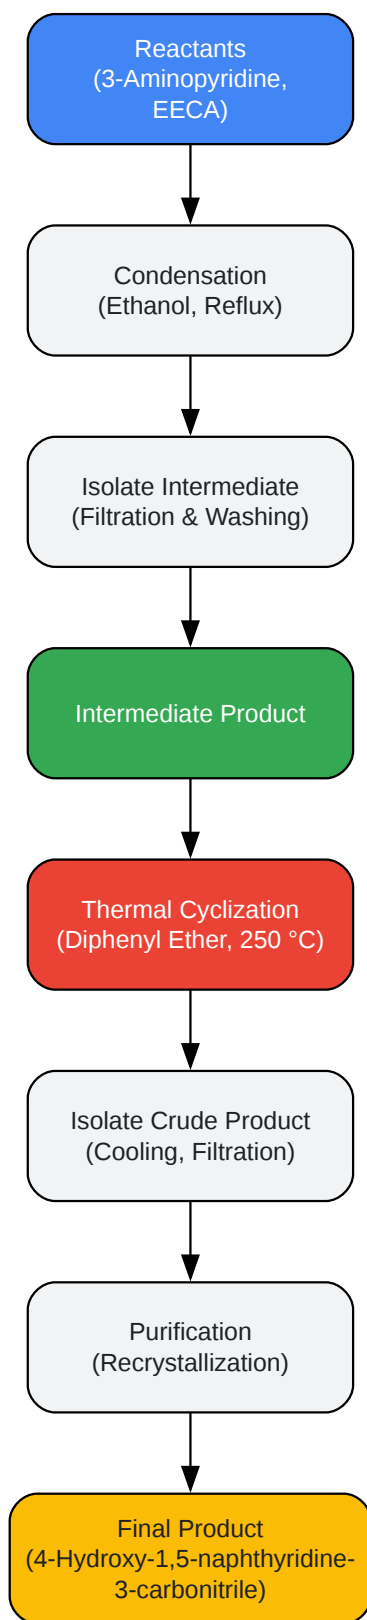 Reactants
(3-Aminopyridine,
EECA)
Condensation
(Ethanol, Reflux)
Isolate Intermediate
(Filtration & Washing)
Intermediate Product
Thermal Cyclization
(Diphenyl Ether, 250 °C)
Isolate Crude Product
(Cooling, Filtration)
Purification
(Recrystallization)
Final Product
(4-Hydroxy-1,5-naphthyridine-
3-carbonitrile)